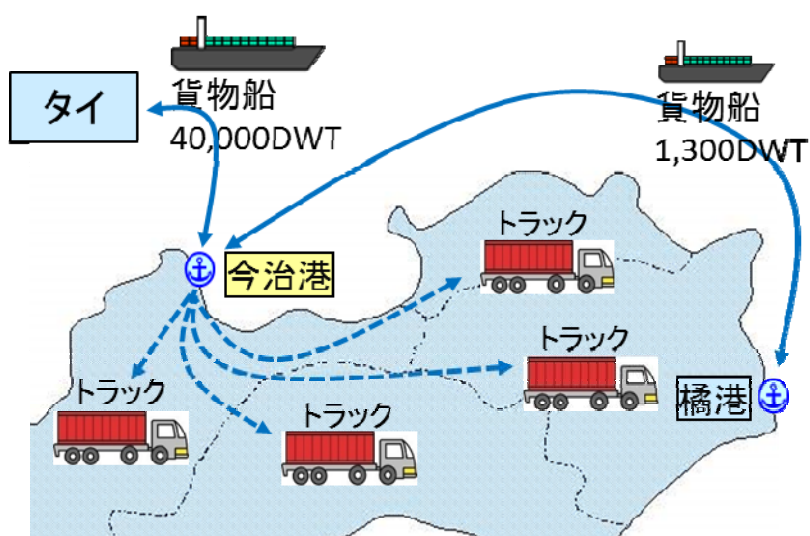 タイ
貨物船
40,000DWT
貨物船
1,300DWT
トラック
今治港
トラック
トラック
橘港
トラック